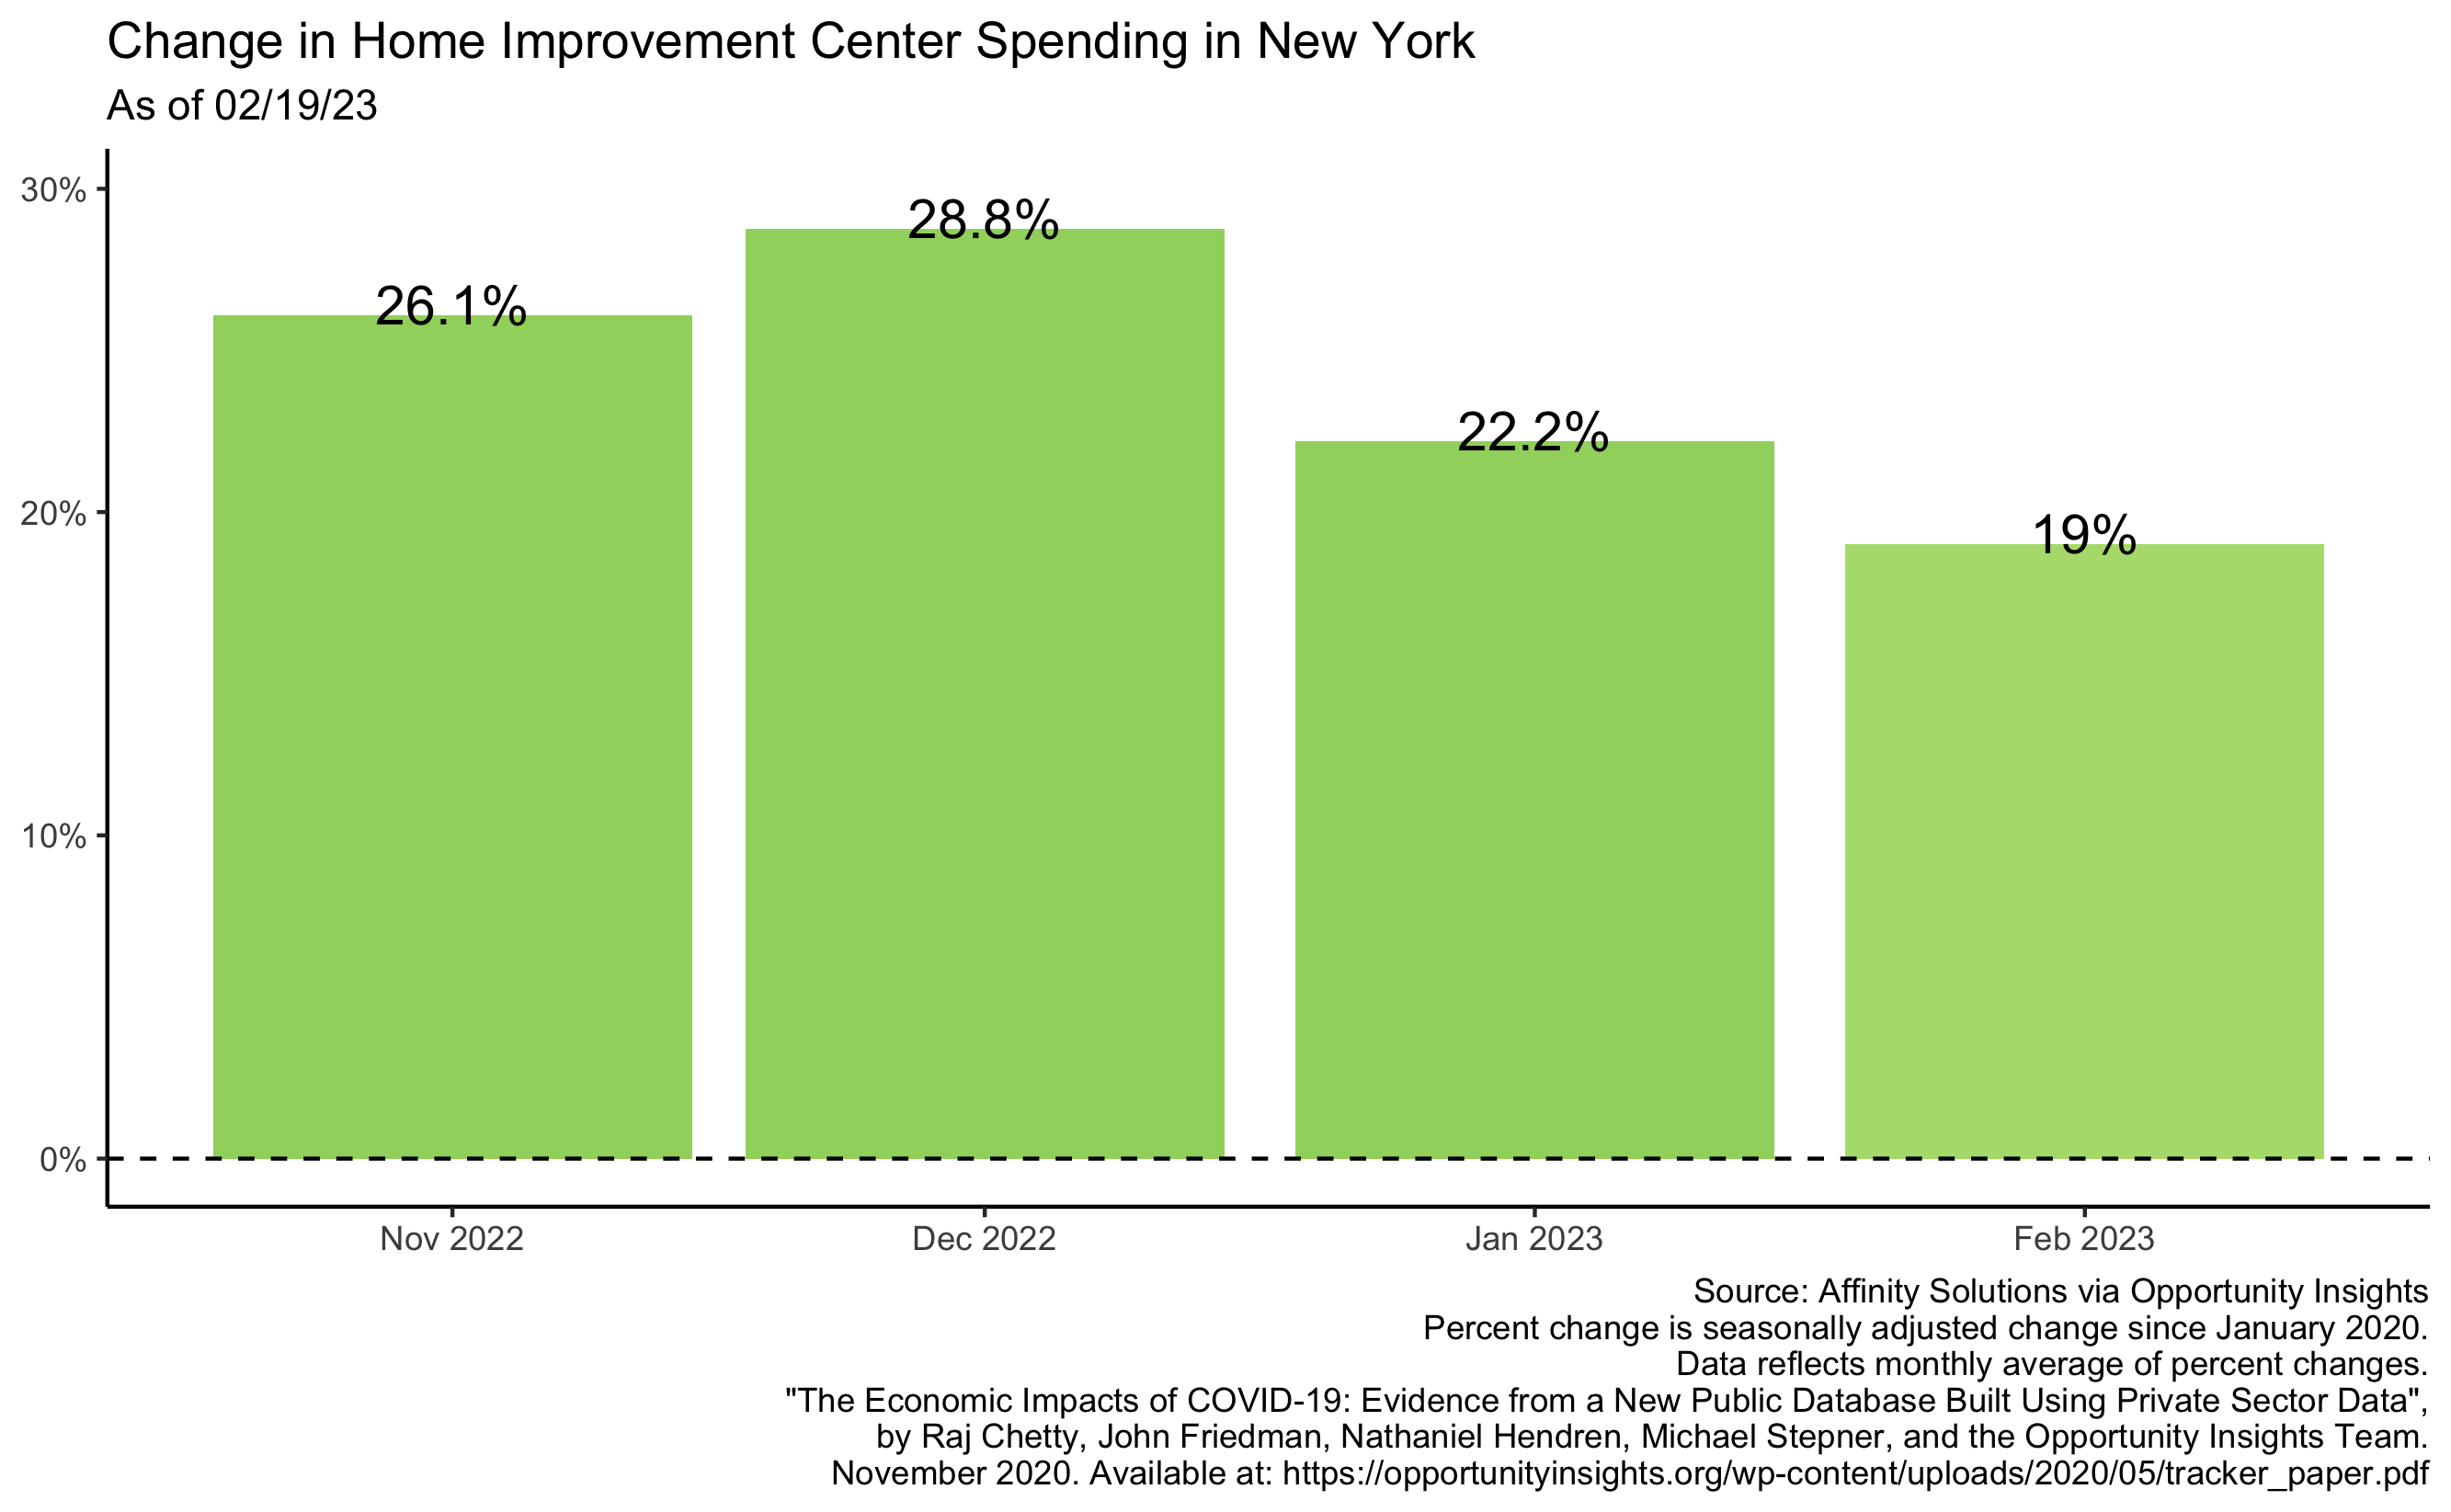 Change in Home Improvement Center Spending in New York
As of 02/19/23
30%
20%
10%
0%
26.1%
28.8%
22.2%
19%
Nov 2022
Dec 2022
Jan 2023
Feb 2023
Source: Affinity Solutions via Opportunity Insights
Percent change is seasonally adjusted change since January 2020.
Data reflects monthly average of percent changes.
"The Economic Impacts of COVID-19: Evidence from a New Public Database Built Using Private Sector Data",
by Raj Chetty, John Friedman, Nathaniel Hendren, Michael Stepner, and the Opportunity Insights Team.
November 2020. Available at: https://opportunityinsights.org/wp-content/uploads/2020/05/tracker_paper.pdf